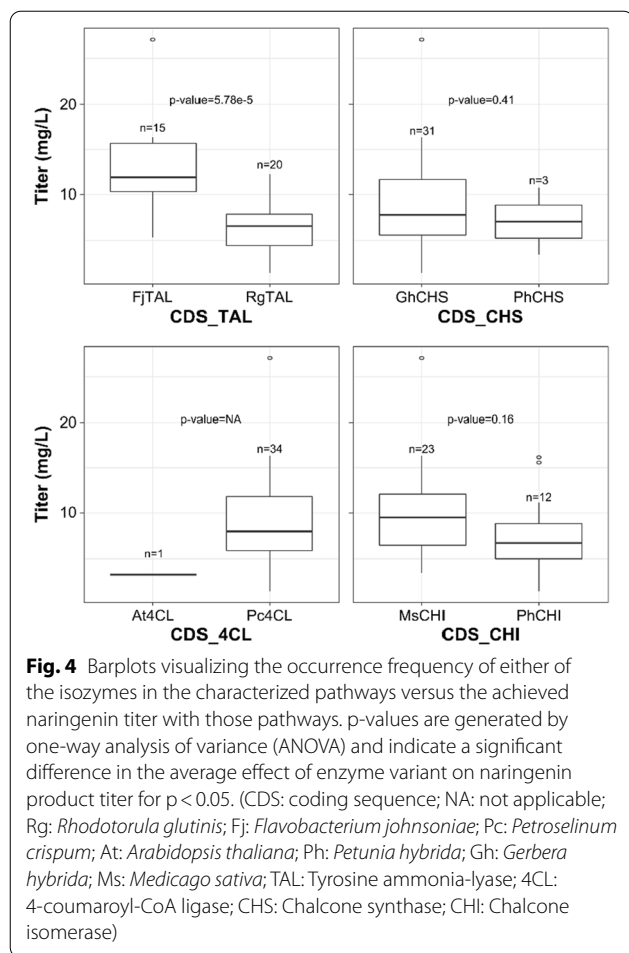 p-value=5.78e-5
p-value=0.41
n=15
n=20
n=31
n=3
20
10
Titer (mg/L)
FjTAL RgTAL
CDS_TAL
GhCHS PhCHS
CDS_CHS
p-value=NA
p-value=0.16
n=1
n=34
n=23
n=12
20
10
Titer (mg/L)
At4CL Pc4CL
CDS_4CL
MsCHI PhCHI
CDS_CHI
Fig. 4 Barplots visualizing the occurrence frequency of either of
the isozymes in the characterized pathways versus the achieved
naringenin titer with those pathways. p-values are generated by
one-way analysis of variance (ANOVA) and indicate a significant
difference in the average effect of enzyme variant on naringenin
product titer for p < 0.05. (CDS: coding sequence; NA: not applicable;
Rg: Rhodotorula glutinis; Fj: Flavobacterium johnsoniae; Pc: Petroselinum
crispum; At: Arabidopsis thaliana; Ph: Petunia hybrida; Gh: Gerbera
hybrida; Ms: Medicago sativa; TAL: Tyrosine ammonia-lyase; 4CL:
4-coumaroyl-CoA ligase; CHS: Chalcone synthase; CHI: Chalcone
isomerase)